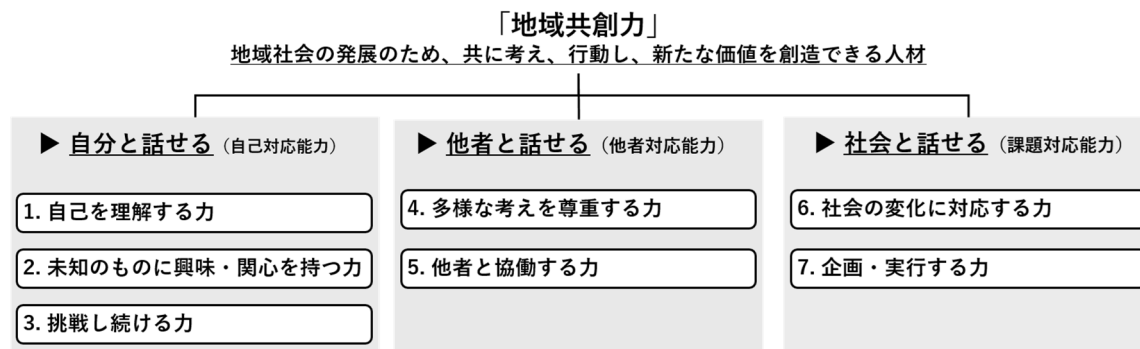 「地域共創力」
地域社会の発展のため、共に考え、行動し、新たな価値を創造できる人材
▶ 自分と話せる（自己対応能力）
1. 自己を理解する力
2. 未知のものに興味・関心を持つ力
3. 挑戦し続ける力
▶ 他者と話せる（他者対応能力）
4. 多様な考えを尊重する力
5. 他者と協働する力
▶ 社会と話せる（課題対応能力）
6. 社会の変化に対応する力
7. 企画・実行する力